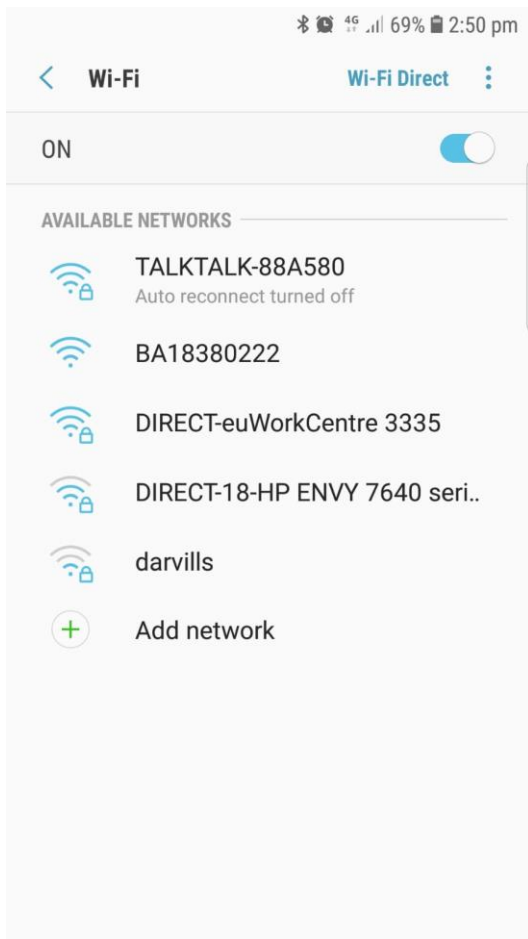 4G 69% 2:50 pm
Wi-Fi Wi-Fi Direct
ON
AVAILABLE NETWORKS
TALKTALK-88A580
Auto reconnect turned off
BA18380222
DIRECT-euWorkCentre 3335
DIRECT-18-HP ENVY 7640 seri..
darvills
Add network